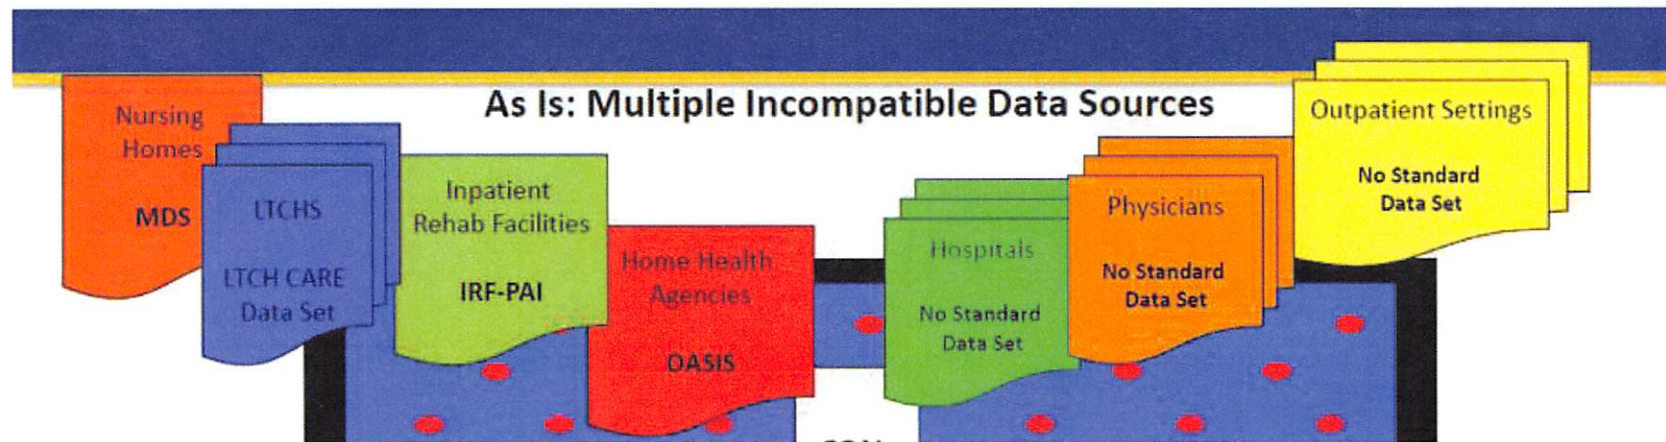 As Is: Multiple Incompatible Data Sources
Nursing
Homes
MDS
LTCHS
LTCH CARE
Data Set
Inpatient
Rehab Facilities
IRF-PAI
Home Health
Agencies
OASIS
Hospitals
No Standard
Data Set
Physicians
No Standard
Data Set
Outpatient Settings
No Standard
Data Set